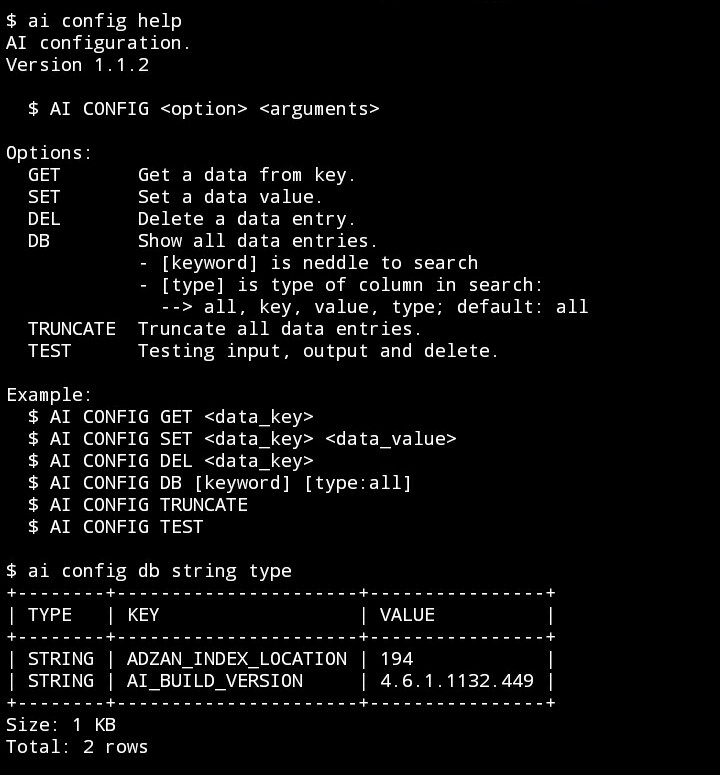 $ ai config help
AI configuration.
Version 1.1.2

  $ AI CONFIG <option> <arguments>

Options:
  GET       Get a data from key.
  SET       Set a data value.
  DEL       Delete a data entry.
  DB        Show all data entries.
            - [keyword] is neddle to search
            - [type] is type of column in search:
              --> all, key, value, type; default: all
  TRUNCATE  Truncate all data entries.
  TEST      Testing input, output and delete.

Example:
  $ AI CONFIG GET <data_key>
  $ AI CONFIG SET <data_key> <data_value>
  $ AI CONFIG DEL <data_key>
  $ AI CONFIG DB [keyword] [type:all]
  $ AI CONFIG TRUNCATE
  $ AI CONFIG TEST

$ ai config db string type
+--------+----------------------+----------------+
| TYPE   | KEY                  | VALUE          |
+--------+----------------------+----------------+
| STRING | ADZAN_INDEX_LOCATION | 194            |
| STRING | AI_BUILD_VERSION     | 4.6.1.1132.449 |
+--------+----------------------+----------------+
Size: 1 KB
Total: 2 rows